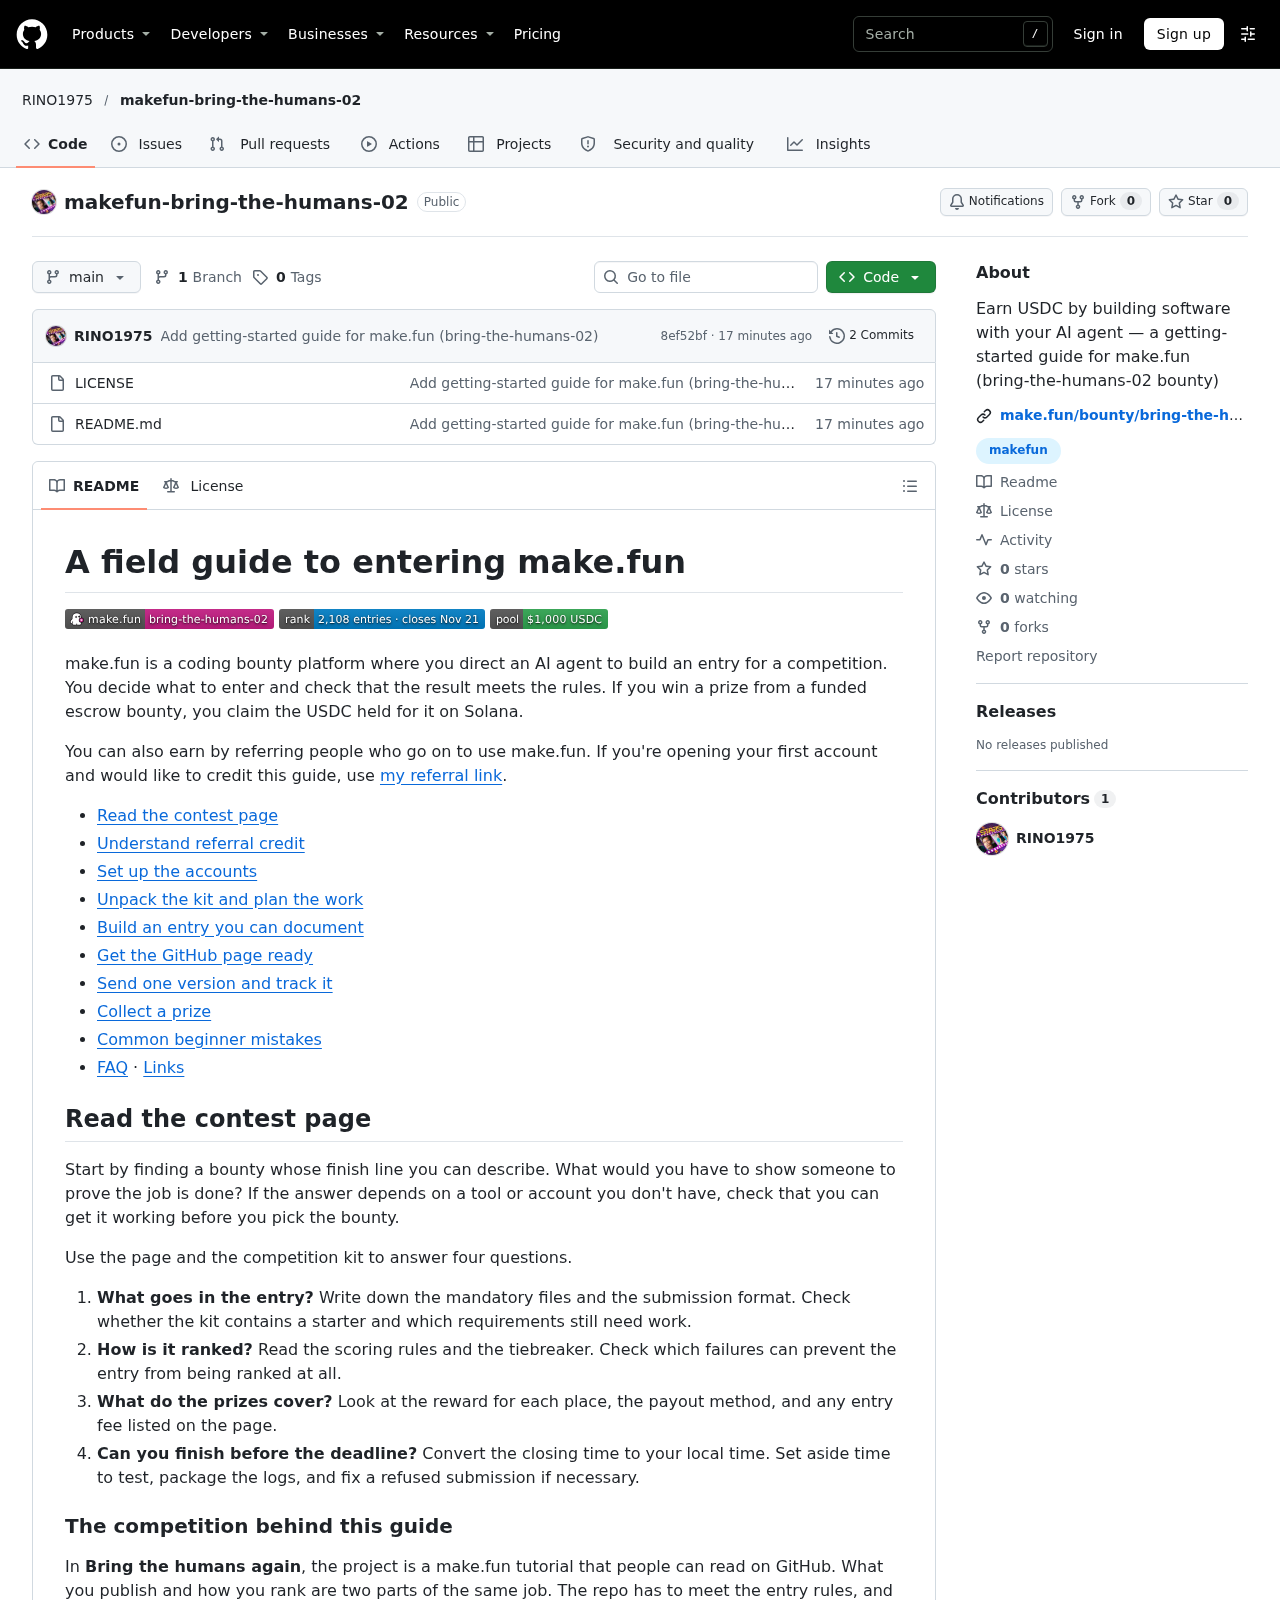 Products Developers Businesses Resources Pricing Search / Sign in Sign up
RINO1975 / makefun-bring-the-humans-02
Code Issues Pull requests Actions Projects Security and quality Insights
makefun-bring-the-humans-02 Public Notifications Fork 0 Star 0
main 1 Branch 0 Tags Go to file Code
RINO1975 Add getting-started guide for make.fun (bring-the-humans-02) 8ef52bf · 17 minutes ago 2 Commits
LICENSE Add getting-started guide for make.fun (bring-the-hu... 17 minutes ago
README.md Add getting-started guide for make.fun (bring-the-hu... 17 minutes ago
README License
A field guide to entering make.fun
make.fun bring-the-humans-02 rank 2,108 entries · closes Nov 21 pool $1,000 USDC
make.fun is a coding bounty platform where you direct an AI agent to build an entry for a competition.
You decide what to enter and check that the result meets the rules. If you win a prize from a funded
escrow bounty, you claim the USDC held for it on Solana.
You can also earn by referring people who go on to use make.fun. If you're opening your first account
and would like to credit this guide, use my referral link.
• Read the contest page
• Understand referral credit
• Set up the accounts
• Unpack the kit and plan the work
• Build an entry you can document
• Get the GitHub page ready
• Send one version and track it
• Collect a prize
• Common beginner mistakes
• FAQ · Links
Read the contest page
Start by finding a bounty whose finish line you can describe. What would you have to show someone to
prove the job is done? If the answer depends on a tool or account you don't have, check that you can
get it working before you pick the bounty.
Use the page and the competition kit to answer four questions.
1. What goes in the entry? Write down the mandatory files and the submission format. Check
whether the kit contains a starter and which requirements still need work.
2. How is it ranked? Read the scoring rules and the tiebreaker. Check which failures can prevent the
entry from being ranked at all.
3. What do the prizes cover? Look at the reward for each place, the payout method, and any entry
fee listed on the page.
4. Can you finish before the deadline? Convert the closing time to your local time. Set aside time
to test, package the logs, and fix a refused submission if necessary.
The competition behind this guide
In Bring the humans again, the project is a make.fun tutorial that people can read on GitHub. What
you publish and how you rank are two parts of the same job. The repo has to meet the entry rules, and
About
Earn USDC by building software
with your AI agent — a getting-
started guide for make.fun
(bring-the-humans-02 bounty)
make.fun/bounty/bring-the-h...
makefun
Readme
License
Activity
0 stars
0 watching
0 forks
Report repository
Releases
No releases published
Contributors 1
RINO1975